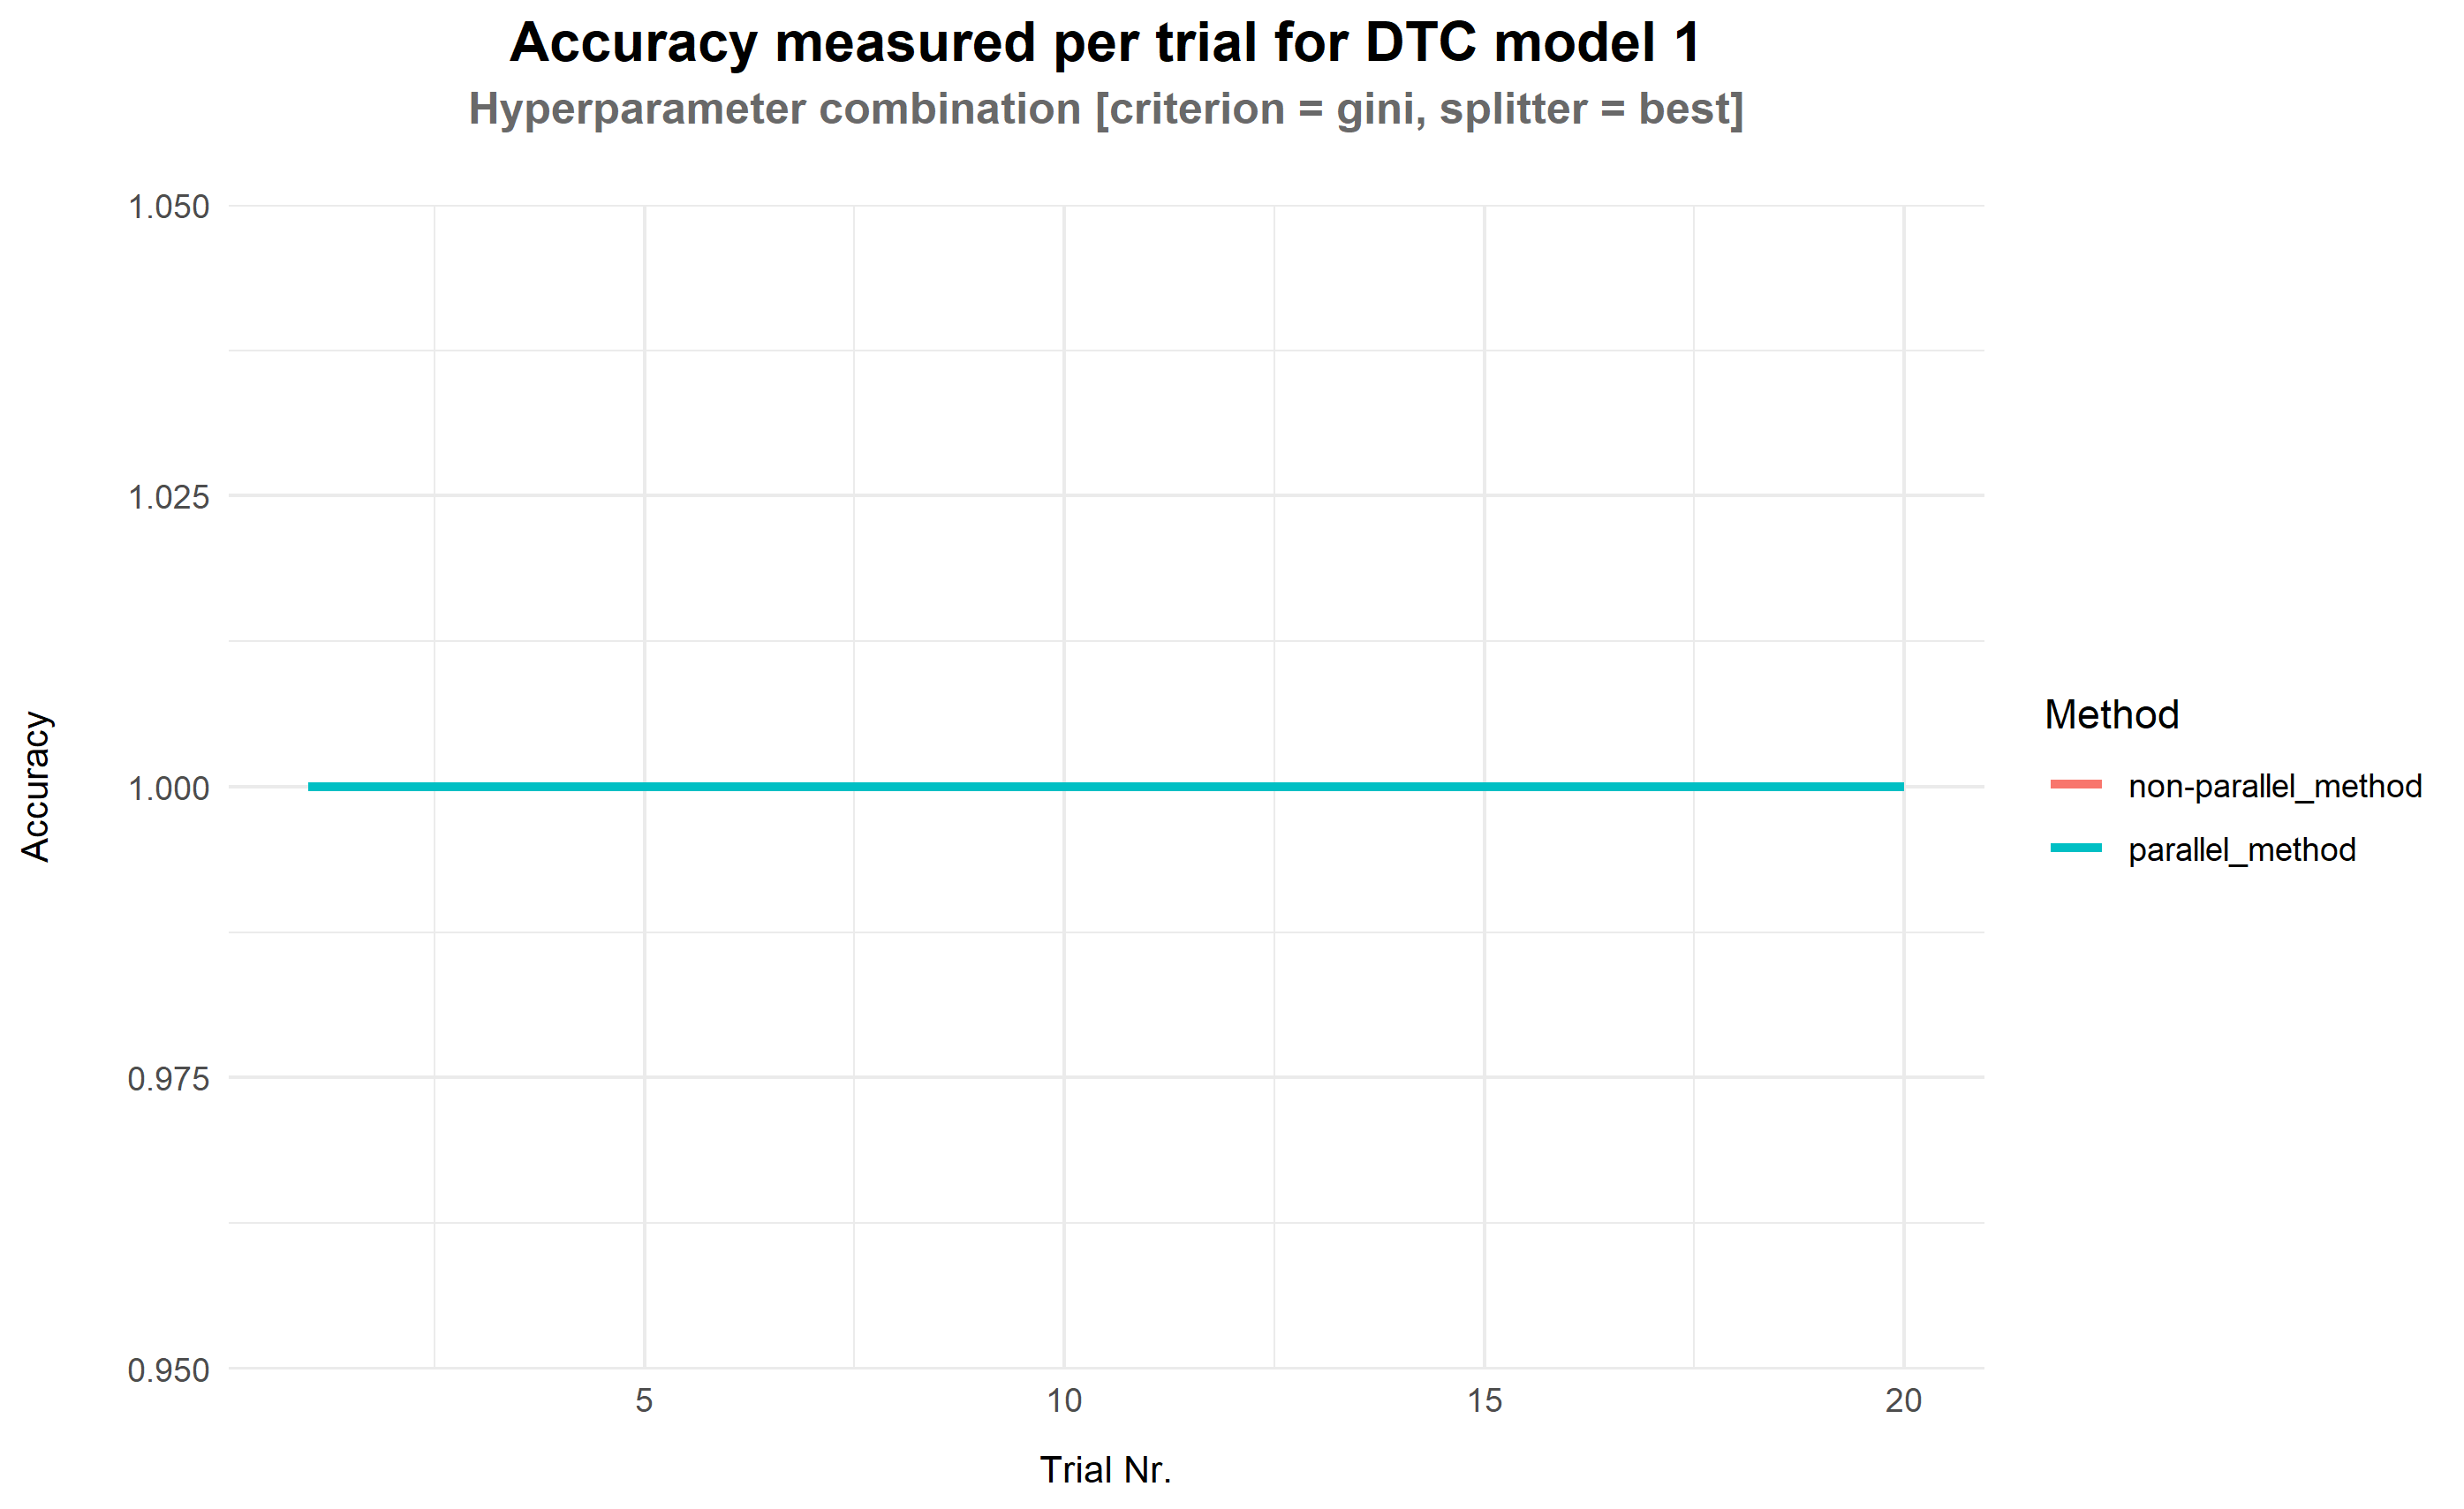 Accuracy measured per trial for DTC model 1
Hyperparameter combination [criterion = gini, splitter = best]
1.050
1.025
1.000
0.975
0.950
Accuracy
5
10
15
20
Trial Nr.
Method
non-parallel_method
parallel_method